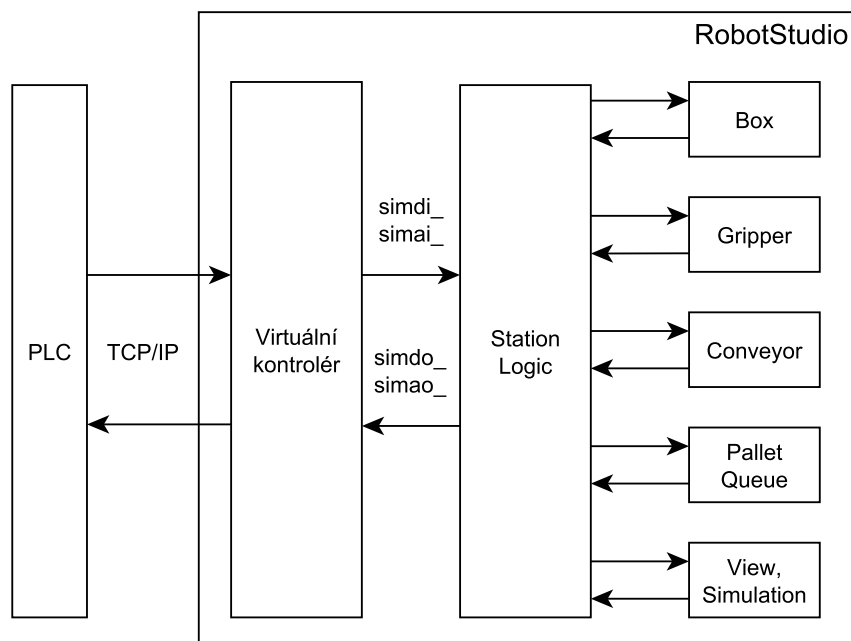 RobotStudio
PLC
TCP/IP
Virtuální
kontrolér
simdi_
simai_
simdo_
simao_
Station
Logic
Box
Gripper
Conveyor
Pallet
Queue
View,
Simulation